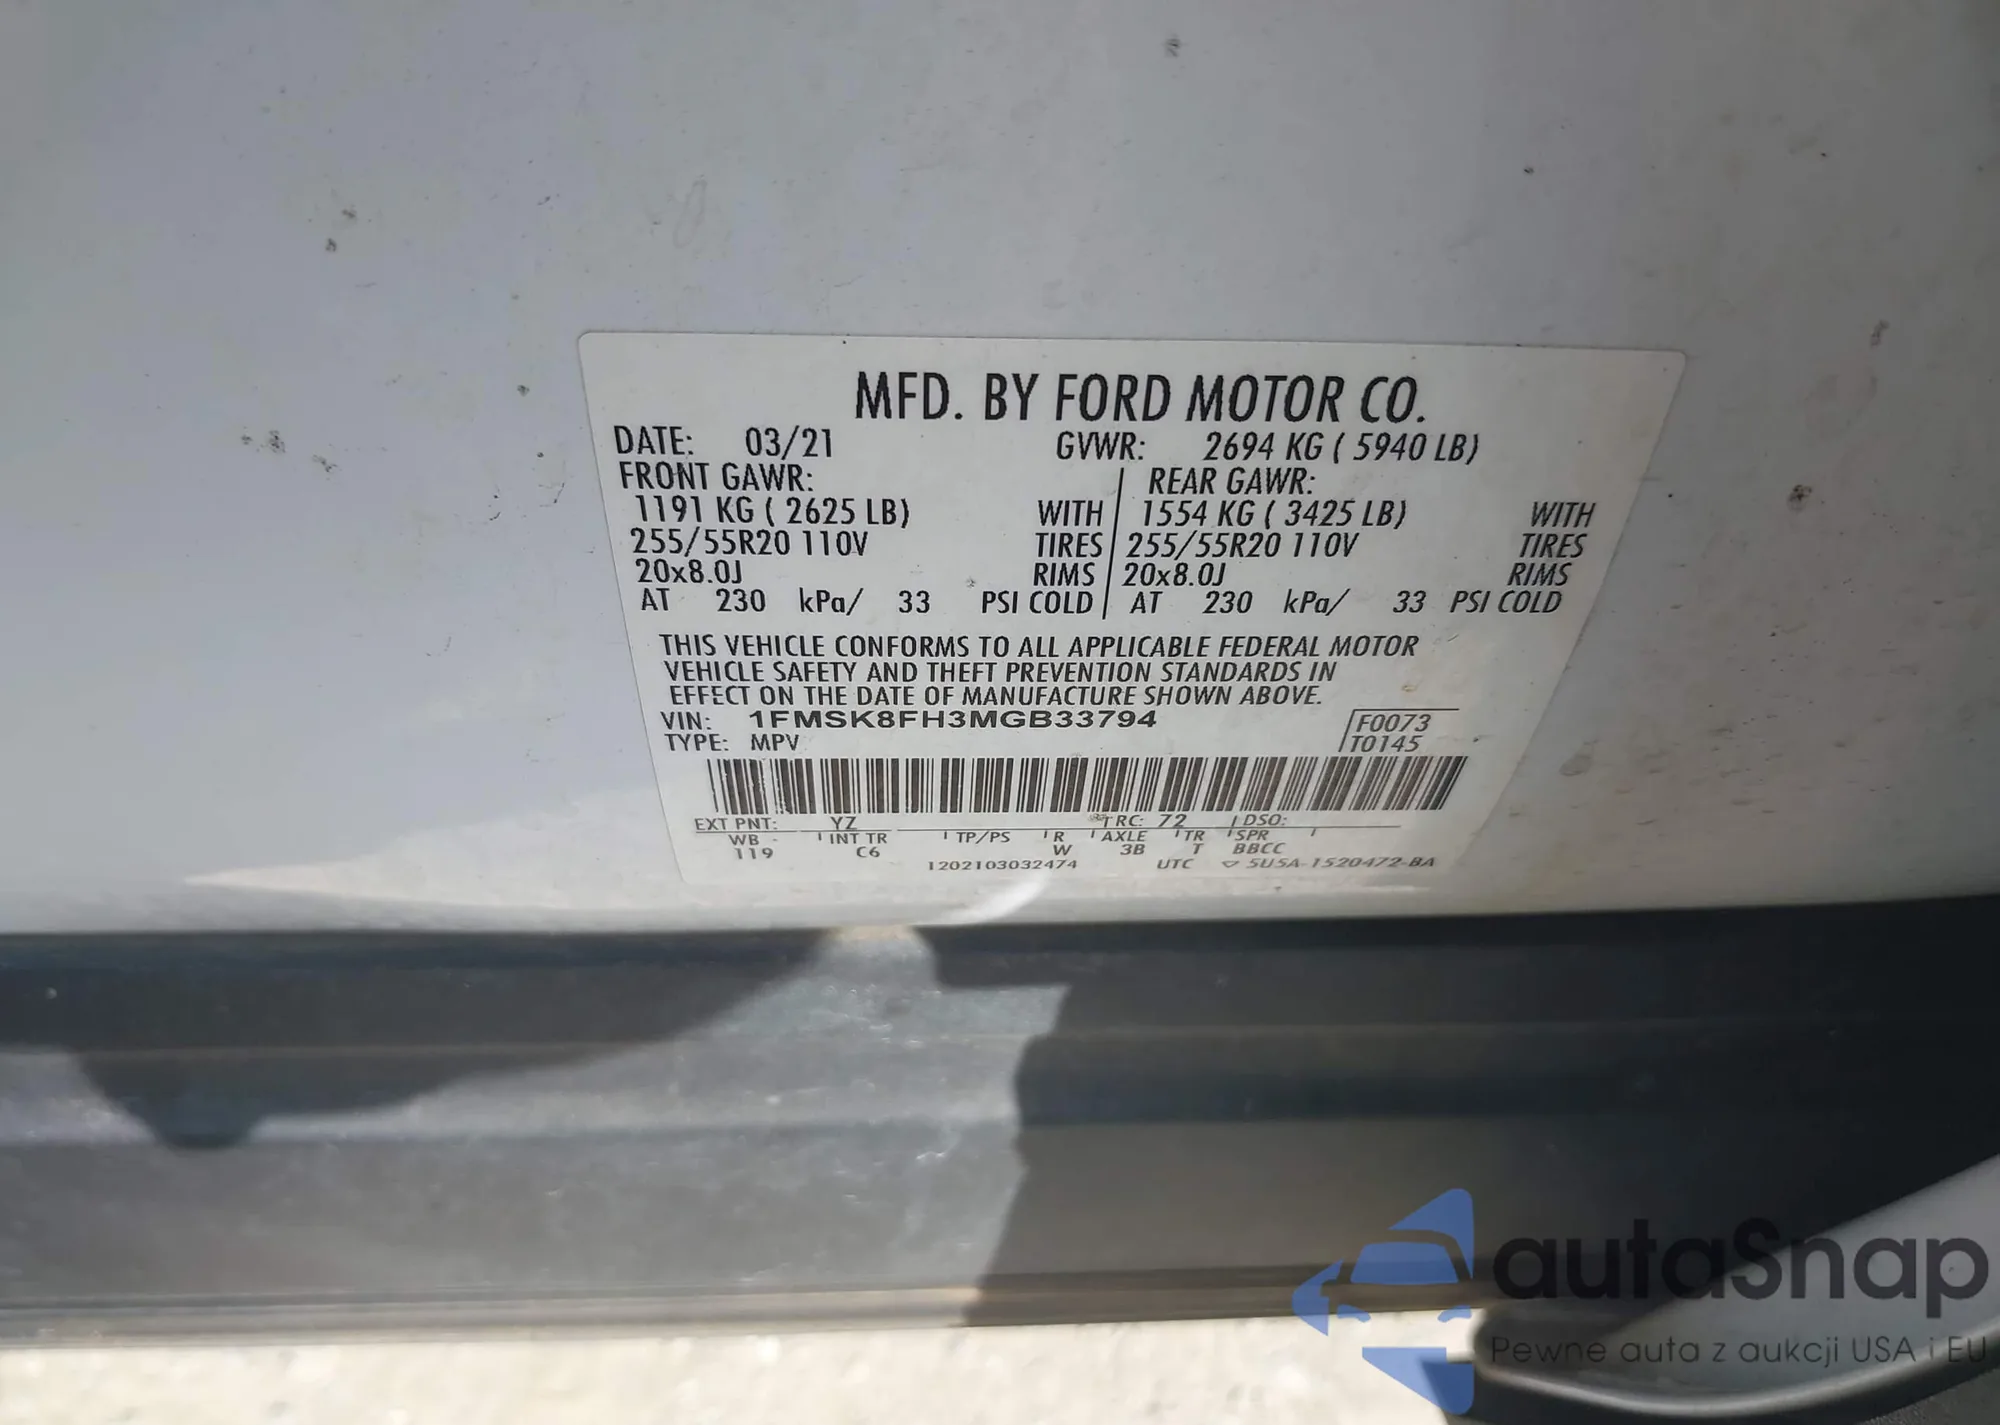 MFD. BY FORD MOTOR CO.
DATE: 03/21 GVWR: 2694 KG ( 5940 LB)
FRONT GAWR: REAR GAWR:
1191 KG ( 2625 LB) WITH 1554 KG ( 3425 LB) WITH
255/55R20 110V TIRES 255/55R20 110V TIRES
20x8.0J RIMS 20x8.0J RIMS
AT 230 kPa/ 33 PSI COLD AT 230 kPa/ 33 PSI COLD
THIS VEHICLE CONFORMS TO ALL APPLICABLE FEDERAL MOTOR
VEHICLE SAFETY AND THEFT PREVENTION STANDARDS IN
EFFECT ON THE DATE OF MANUFACTURE SHOWN ABOVE.
VIN: 1FMSK8FH3MGB33794 F0073
TYPE: MPV T0145
EXT PNT: YZ RC: 72 DSO:
WB INT TR TP/PS R AXLE TR SPR
119 C6 W 3B T BBCC
1202103032474 UTC ▽ 5U5A-1520472-BA
autaSnap
Pewne auta z aukcji USA i EU